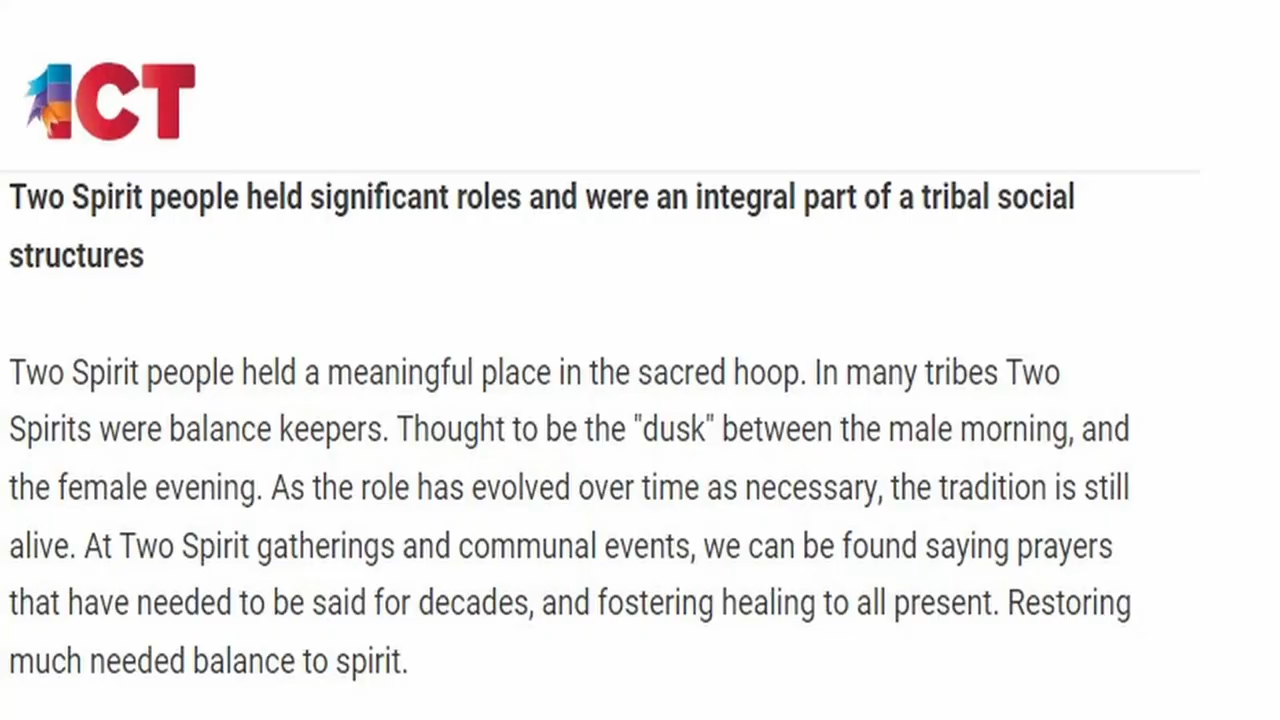 ICT
Two Spirit people held significant roles and were an integral part of a tribal social
structures
Two Spirit people held a meaningful place in the sacred hoop. In many tribes Two
Spirits were balance keepers. Thought to be the "dusk" between the male morning, and
the female evening. As the role has evolved over time as necessary, the tradition is still
alive. At Two Spirit gatherings and communal events, we can be found saying prayers
that have needed to be said for decades, and fostering healing to all present. Restoring
much needed balance to spirit.